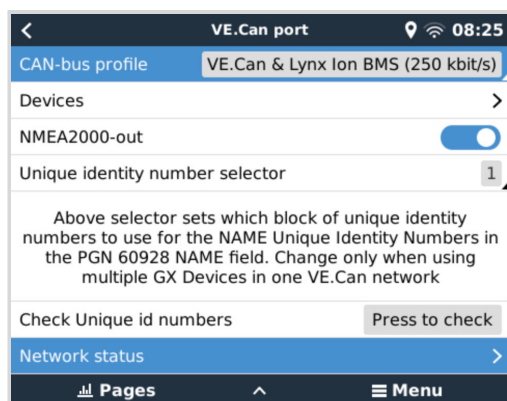 VE.Can port 08:25
CAN-bus profile VE.Can & Lynx Ion BMS (250 kbit/s)
Devices
NMEA2000-out
Unique identity number selector 1
Above selector sets which block of unique identity
numbers to use for the NAME Unique Identity Numbers in
the PGN 60928 NAME field. Change only when using
multiple GX Devices in one VE.Can network
Check Unique id numbers Press to check
Network status
Pages Menu